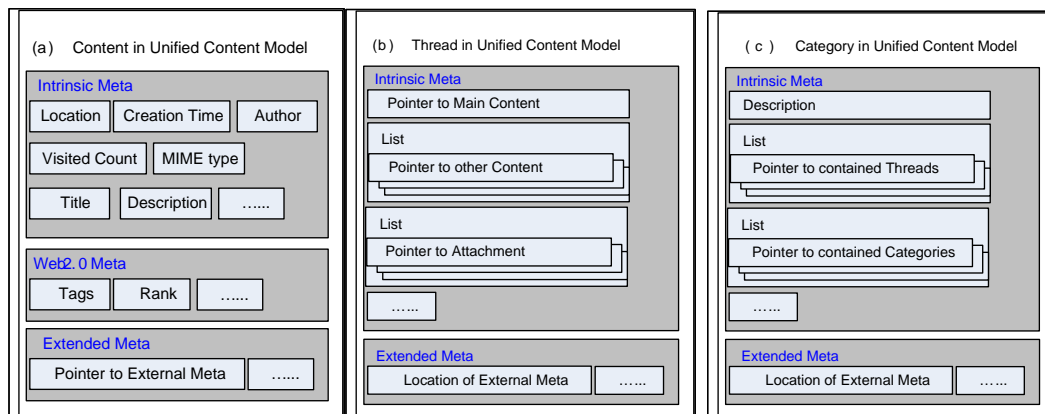 (a) Content in Unified Content Model
Intrinsic Meta
Location Creation Time Author
Visited Count MIME type
Title Description …...
Web2.0 Meta
Tags Rank …...
Extended Meta
Pointer to External Meta …...
(b) Thread in Unified Content Model
Intrinsic Meta
Pointer to Main Content
List
Pointer to other Content
List
Pointer to Attachment
…...
Extended Meta
Location of External Meta …...
(c) Category in Unified Content Model
Intrinsic Meta
Description
List
Pointer to contained Threads
List
Pointer to contained Categories
…...
Extended Meta
Location of External Meta …...